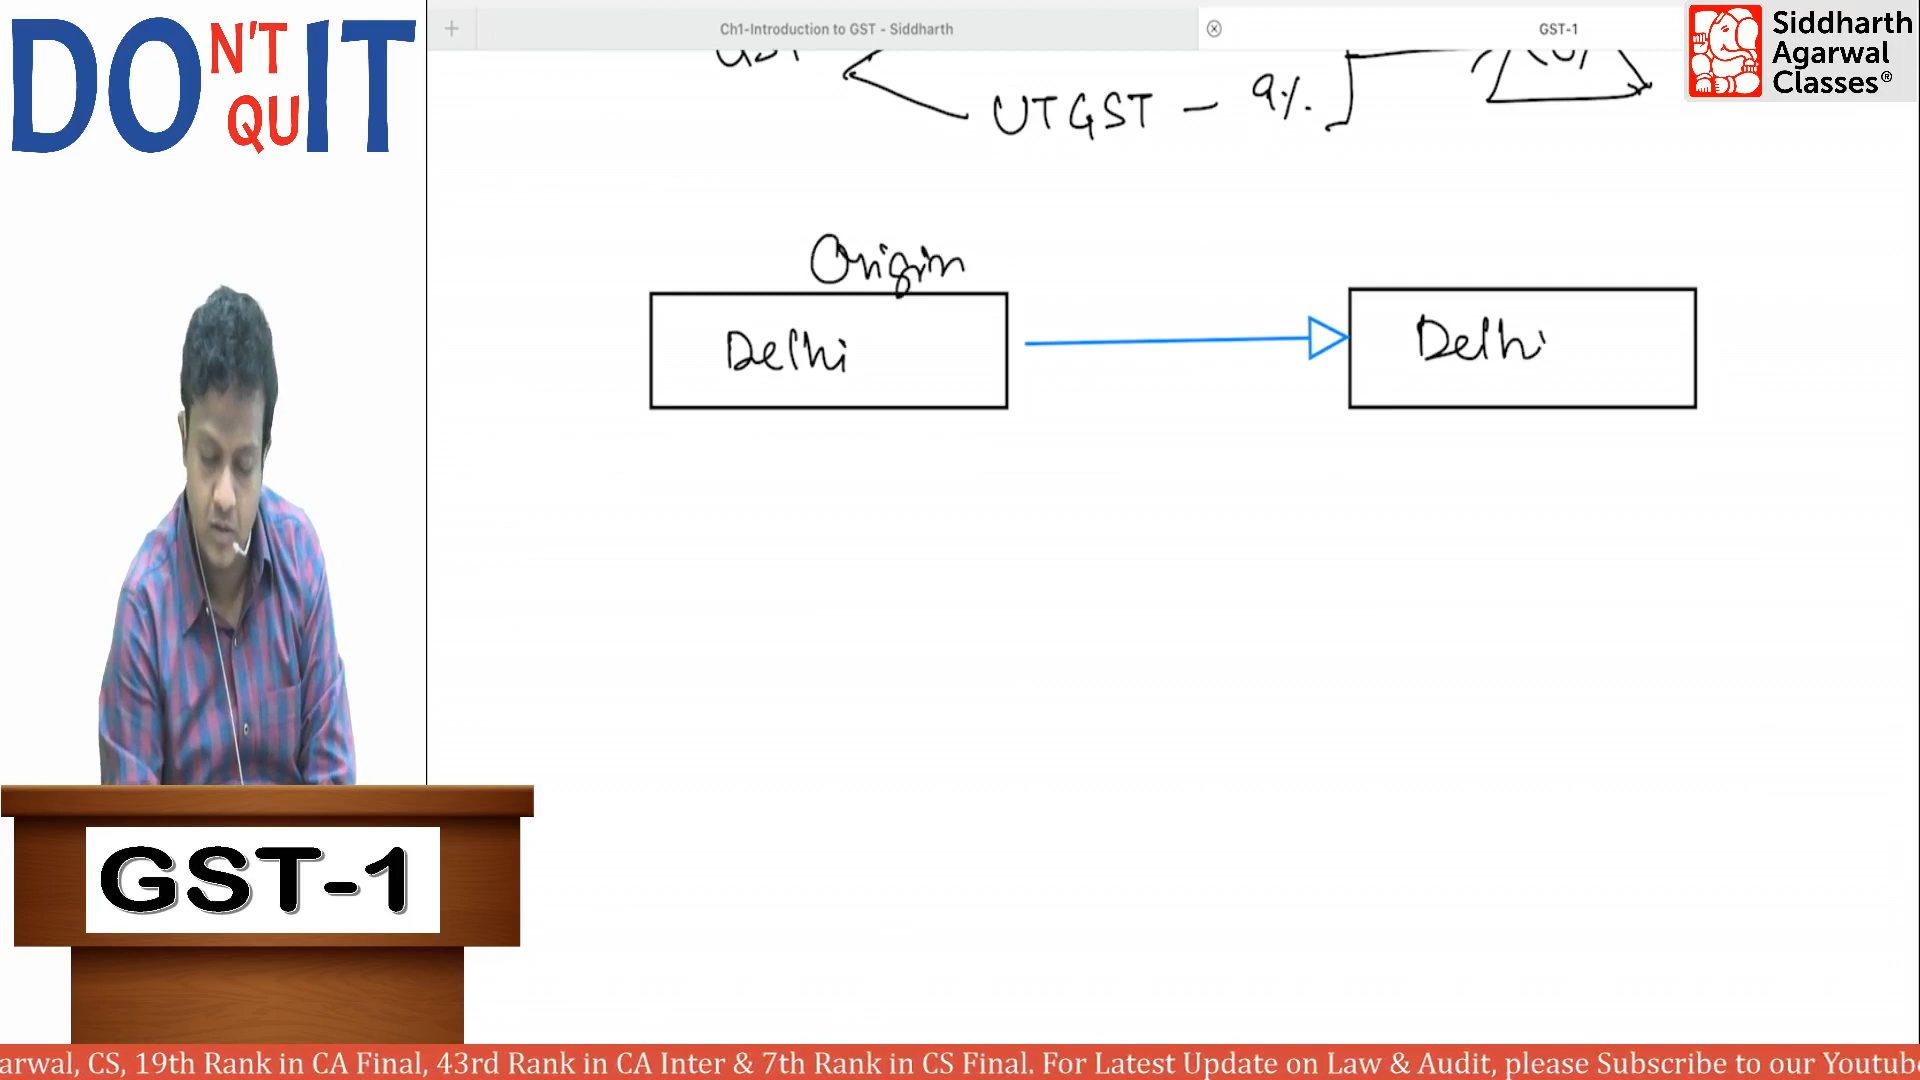 DON'T QUIT
Ch1-Introduction to GST - Siddharth
GST-1
Siddharth
Agarwal
Classes®
UTGST - 9%.
Origin
Delhi
Delhi
GST-1
arwal, CS, 19th Rank in CA Final, 43rd Rank in CA Inter & 7th Rank in CS Final. For Latest Update on Law & Audit, please Subscribe to our Youtube